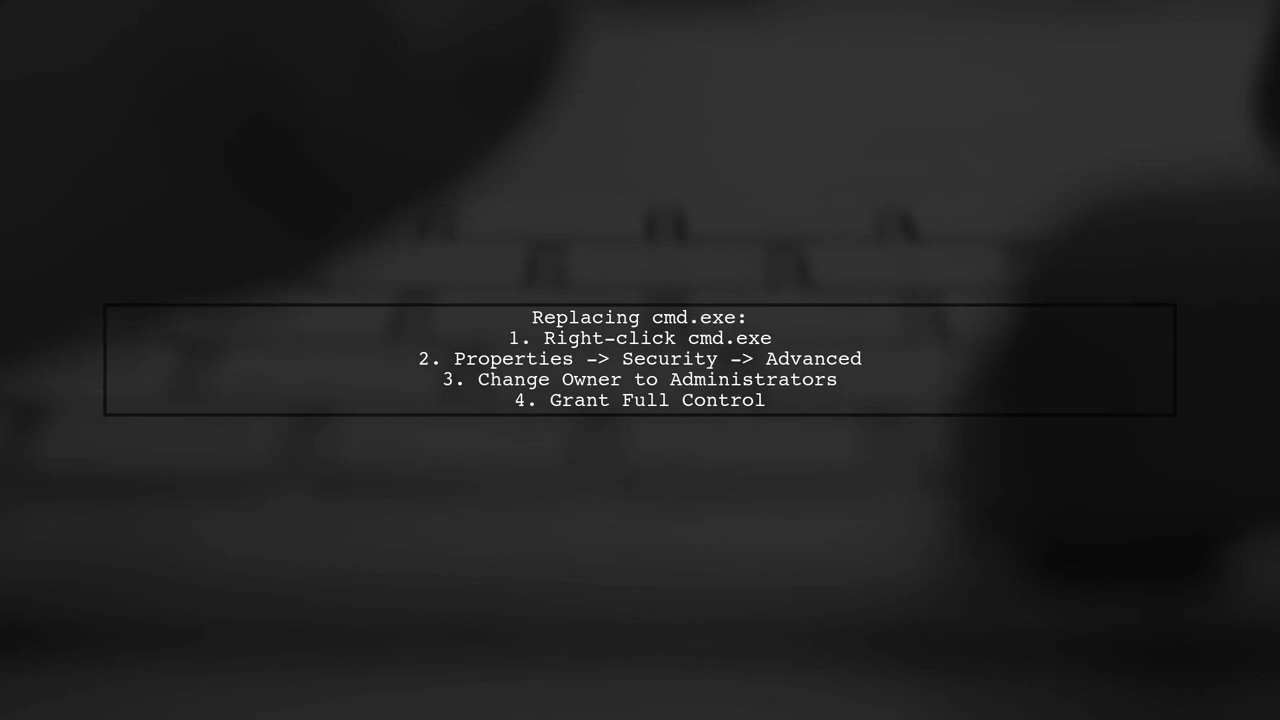 Replacing cmd.exe:
1. Right-click cmd.exe
2. Properties -> Security -> Advanced
3. Change Owner to Administrators
4. Grant Full Control